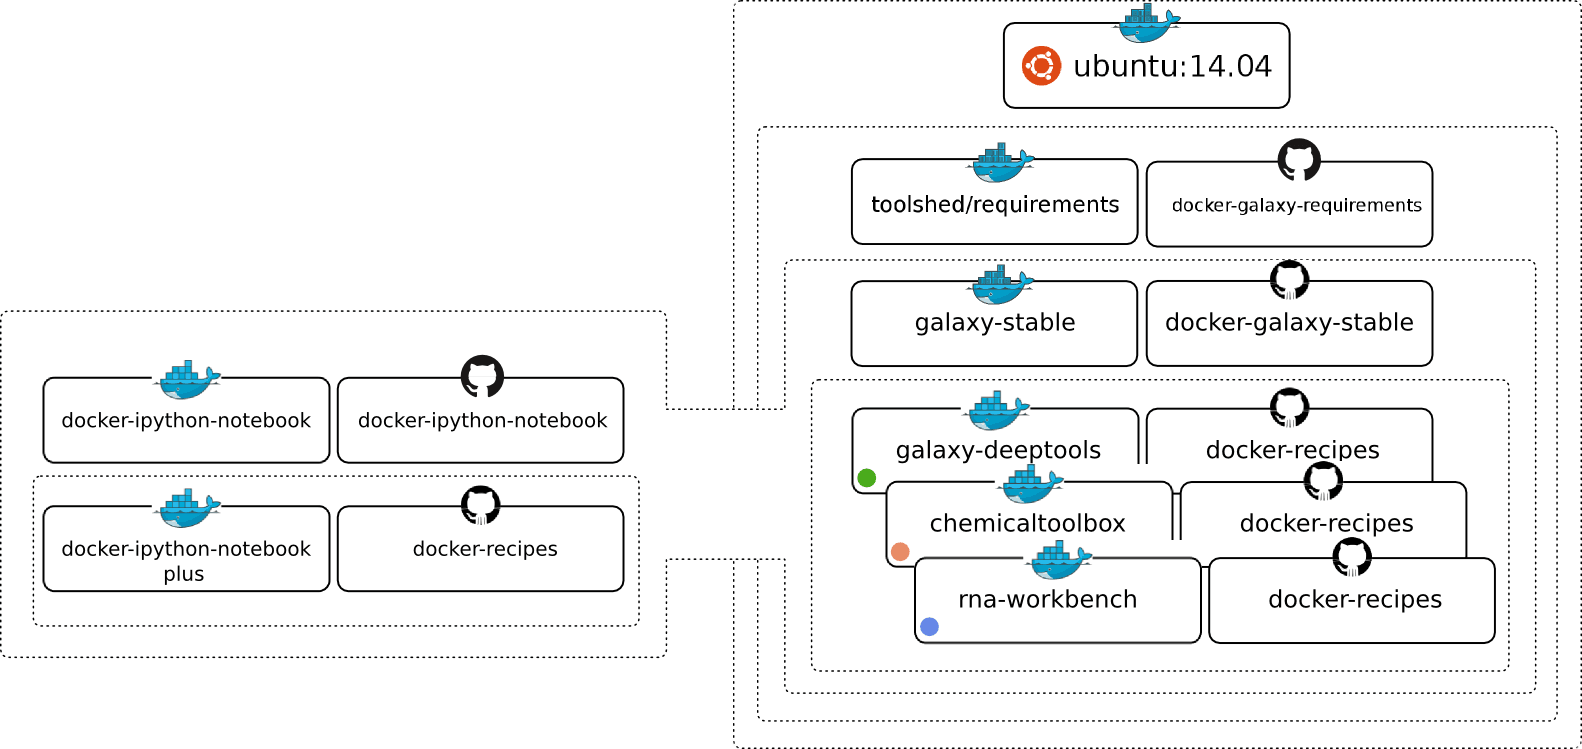 ubuntu:14.04
toolshed/requirements
docker-galaxy-requirements
galaxy-stable
docker-galaxy-stable
docker-ipython-notebook
docker-ipython-notebook
docker-ipython-notebook
plus
docker-recipes
galaxy-deeptools
docker-recipes
chemicaltoolbox
docker-recipes
rna-workbench
docker-recipes